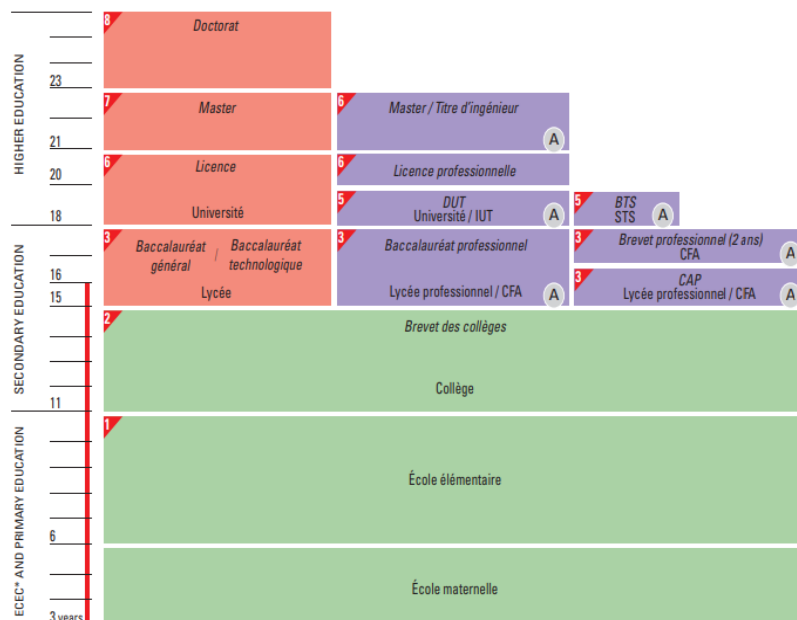 HIGHER EDUCATION
SECONDARY EDUCATION
ECEC* AND PRIMARY EDUCATION
23
21
20
18
16
15
11
6
3 years
8
Doctorat
7
Master
6
Master / Titre d'ingénieur
A
6
Licence
Université
6
Licence professionnelle
5
DUT
Université / IUT
A
5
BTS
STS
A
3
Baccalauréat
général
/
Baccalauréat
technologique
Lycée
3
Baccalauréat professionnel
Lycée professionnel / CFA
A
3
Brevet professionnel (2 ans)
CFA
A
3
CAP
Lycée professionnel / CFA
A
2
Brevet des collèges
Collège
1
École élémentaire
École maternelle